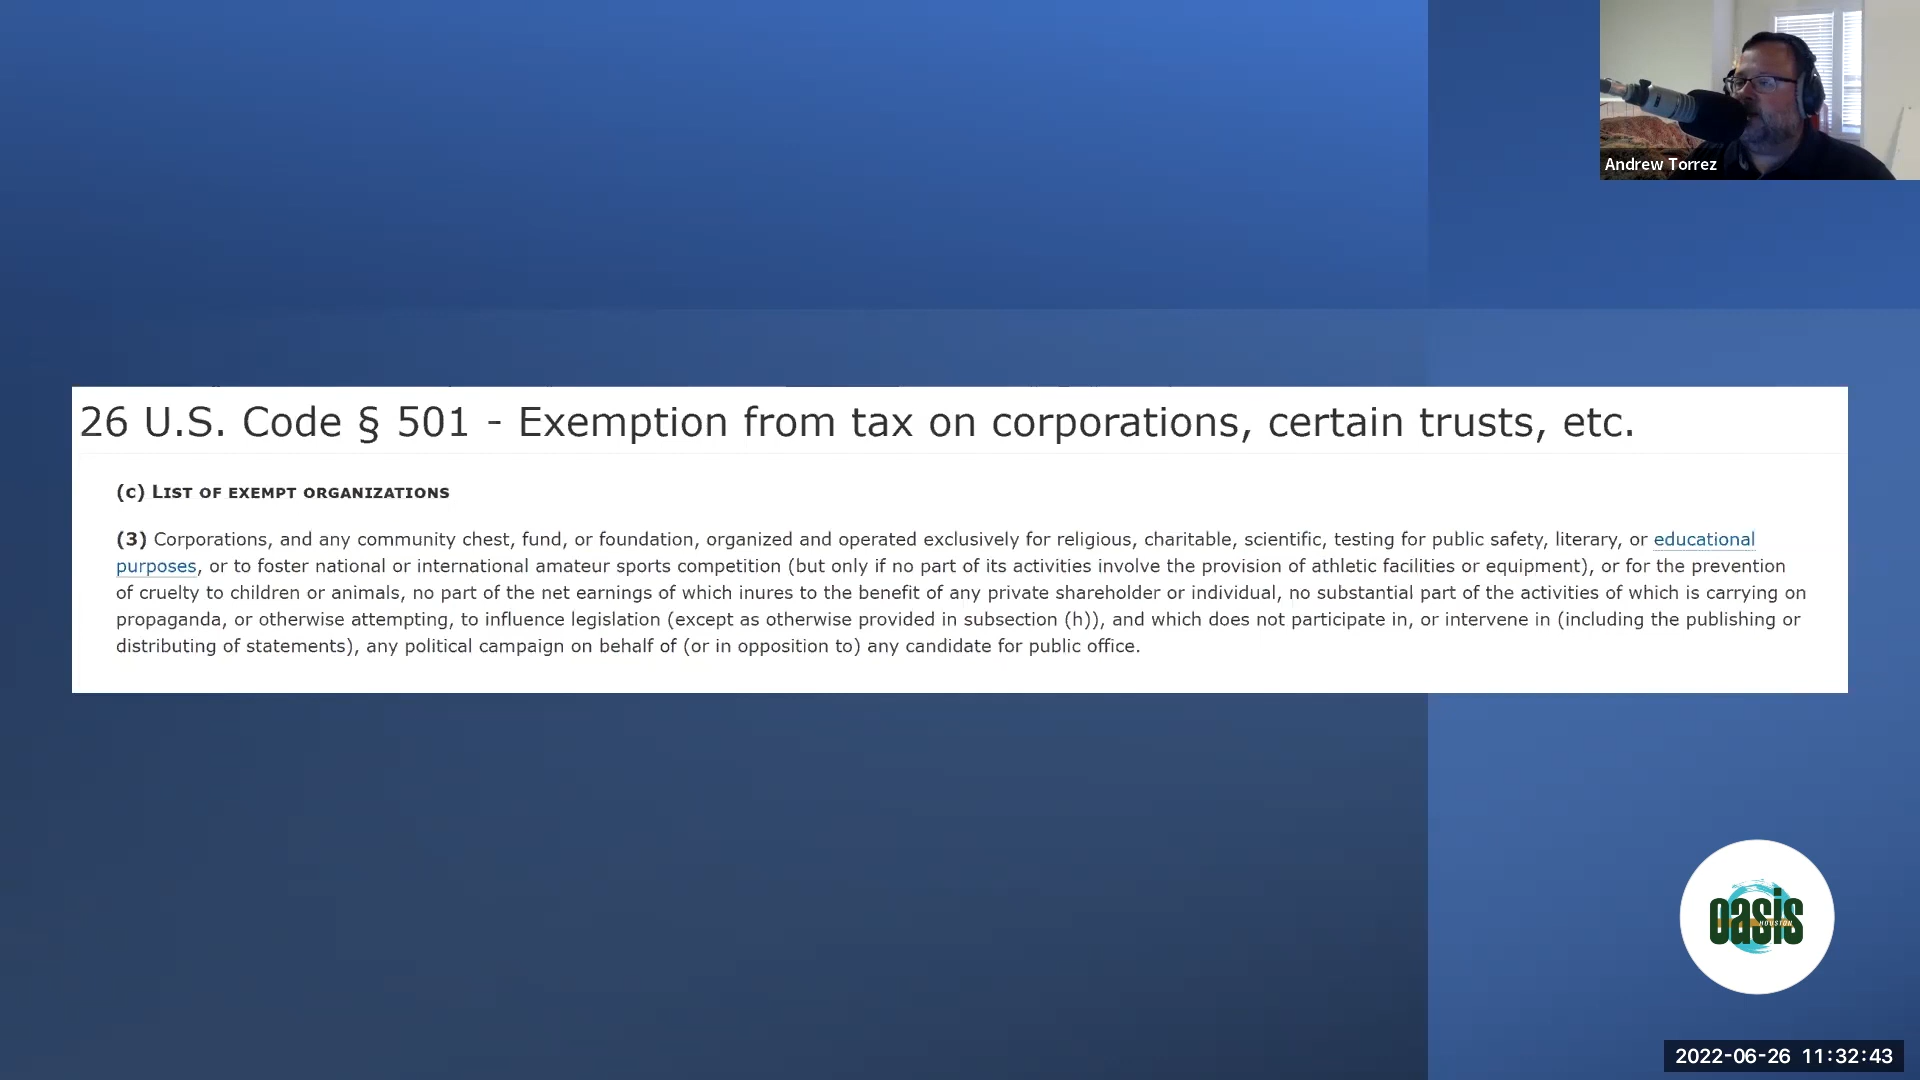 Andrew Torrez
26 U.S. Code § 501 - Exemption from tax on corporations, certain trusts, etc.
(c) LIST OF EXEMPT ORGANIZATIONS
(3) Corporations, and any community chest, fund, or foundation, organized and operated exclusively for religious, charitable, scientific, testing for public safety, literary, or educational
purposes, or to foster national or international amateur sports competition (but only if no part of its activities involve the provision of athletic facilities or equipment), or for the prevention
of cruelty to children or animals, no part of the net earnings of which inures to the benefit of any private shareholder or individual, no substantial part of the activities of which is carrying on
propaganda, or otherwise attempting, to influence legislation (except as otherwise provided in subsection (h)), and which does not participate in, or intervene in (including the publishing or
distributing of statements), any political campaign on behalf of (or in opposition to) any candidate for public office.
oasis
HOUSTON
2022-06-26 11:32:43